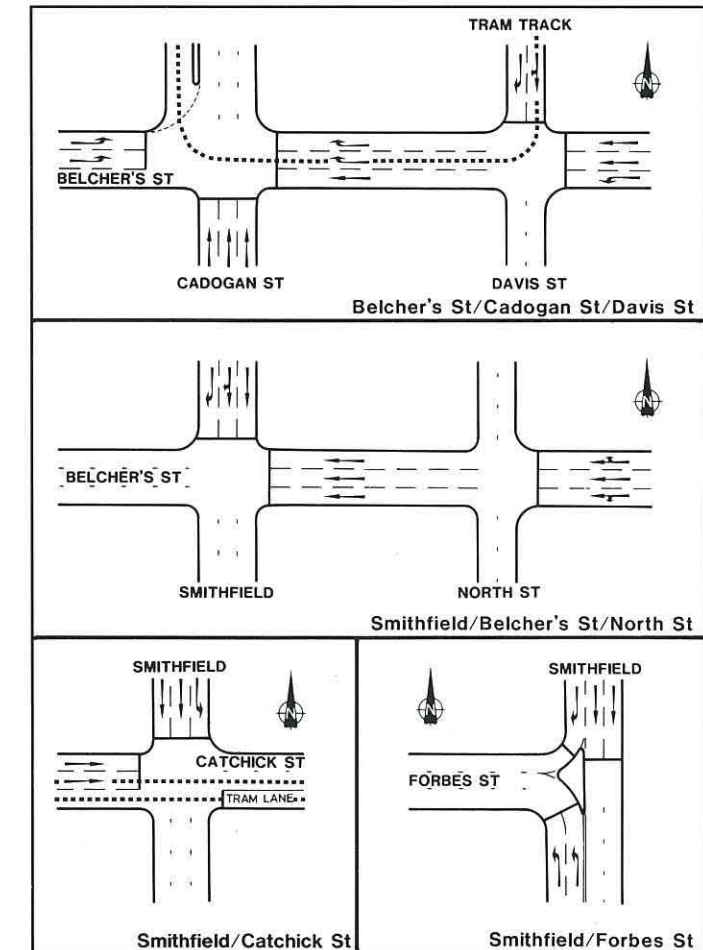 TRAM TRACK
N
BELCHER'S ST
CADOGAN ST
DAVIS ST
Belcher's St/Cadogan St/Davis St
N
BELCHER'S ST
SMITHFIELD
NORTH ST
Smithfield/Belcher's St/North St
SMITHFIELD
N
CATCHICK ST
TRAM LANE
Smithfield/Catchick St
N
SMITHFIELD
FORBES ST
Smithfield/Forbes St